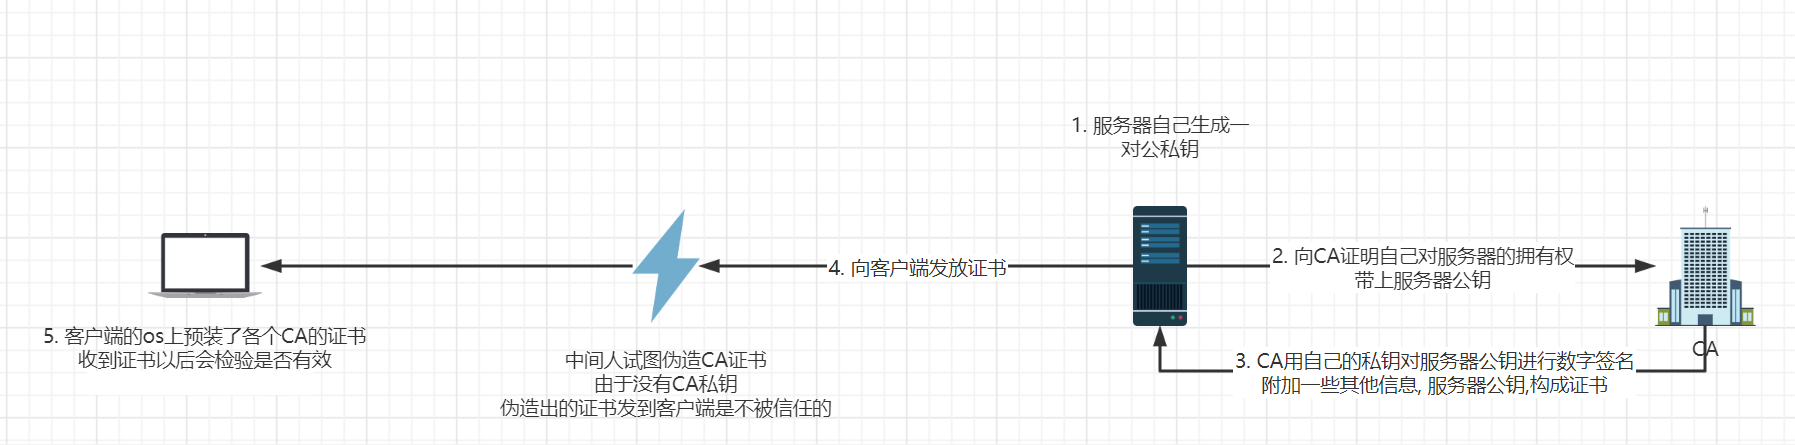 1. 服务器自己生成一
对公私钥
2. 向CA证明自己对服务器的拥有权
带上服务器公钥
CA
3. CA用自己的私钥对服务器公钥进行数字签名
附加一些其他信息, 服务器公钥,构成证书
4. 向客户端发放证书
中间人试图伪造CA证书
由于没有CA私钥
伪造出的证书发到客户端是不被信任的
5. 客户端的os上预装了各个CA的证书
收到证书以后会检验是否有效